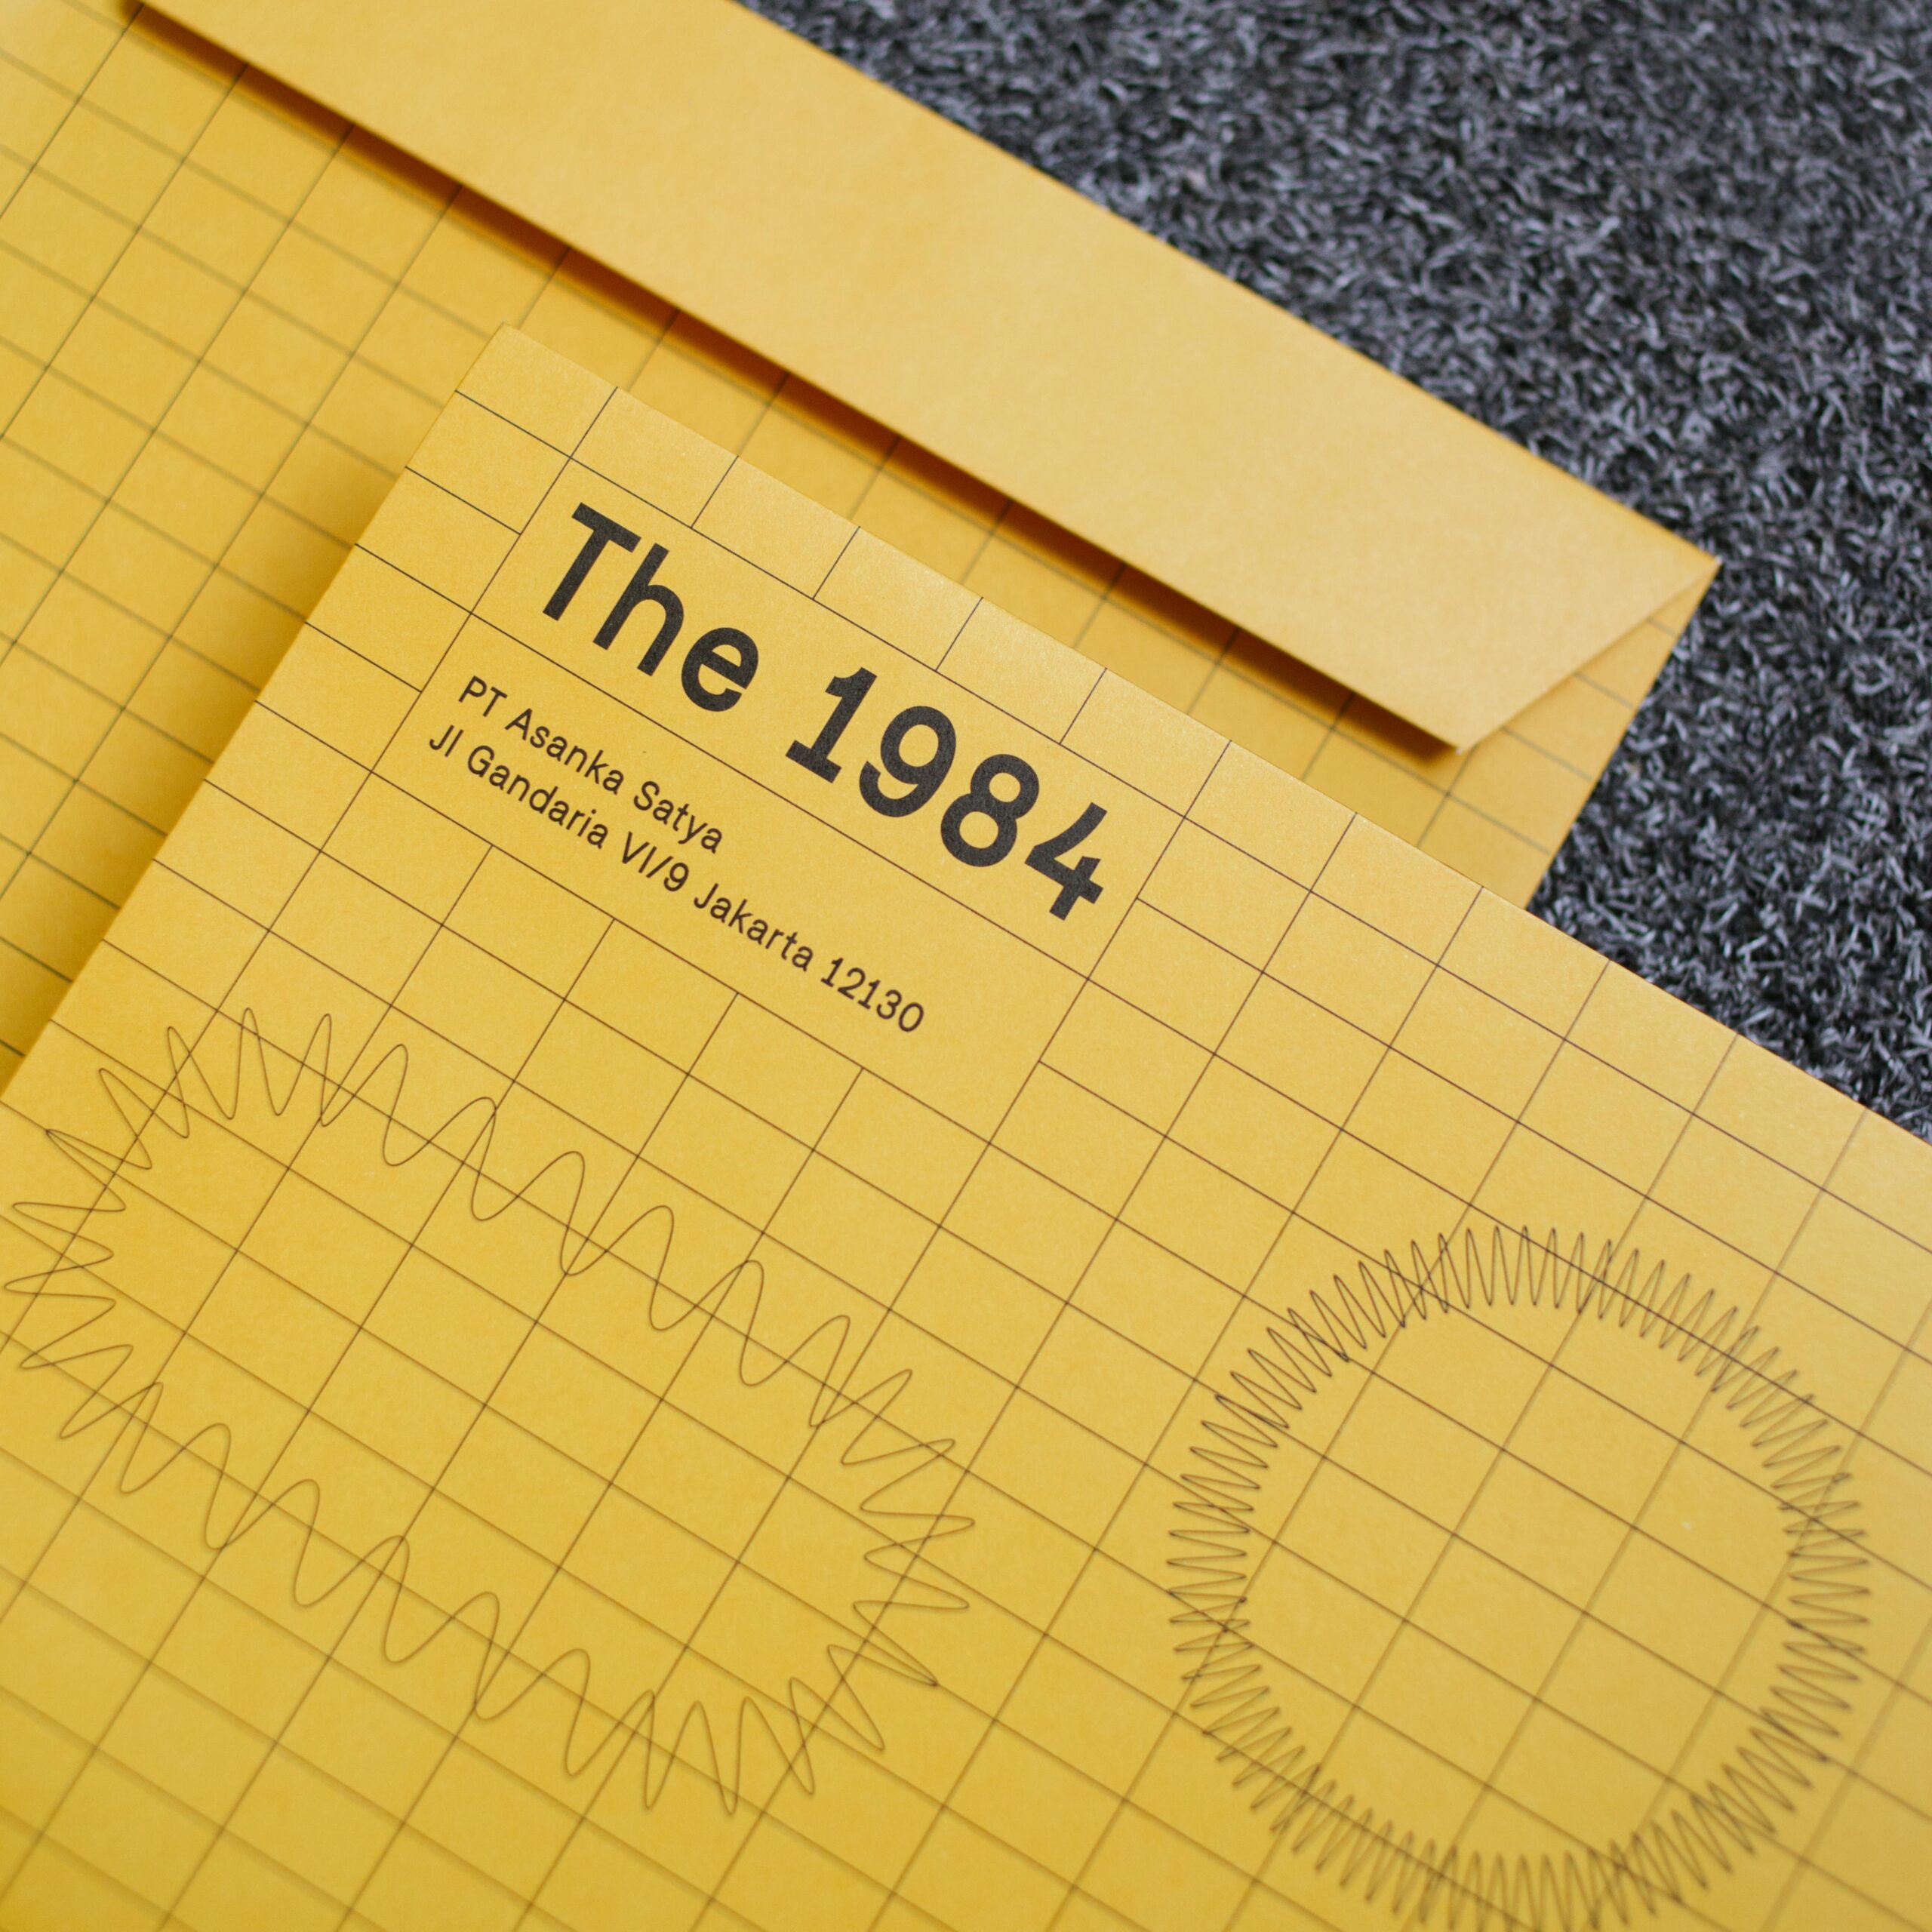 The 1984
PT Asanka Satya
Jl Gandaria VI/9 Jakarta 12130